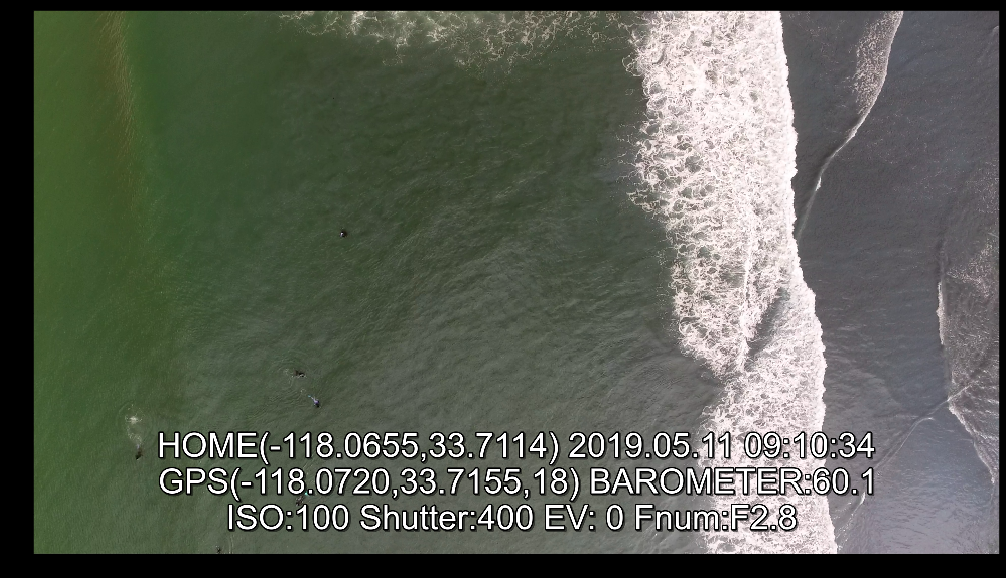 HOME(-118.0655,33.7114) 2019.05.11 09:10:34
GPS(-118.0720,33.7155,18) BAROMETER:60.1
ISO:100 Shutter:400 EV: 0 Fnum:F2.8